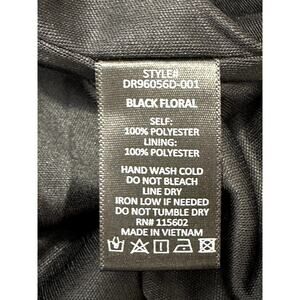 STYLE#
DR96056D-001
BLACK FLORAL
SELF:
100% POLYESTER
LINING:
100% POLYESTER
HAND WASH COLD
DO NOT BLEACH
LINE DRY
IRON LOW IF NEEDED
DO NOT TUMBLE DRY
RN# 115602
MADE IN VIETNAM